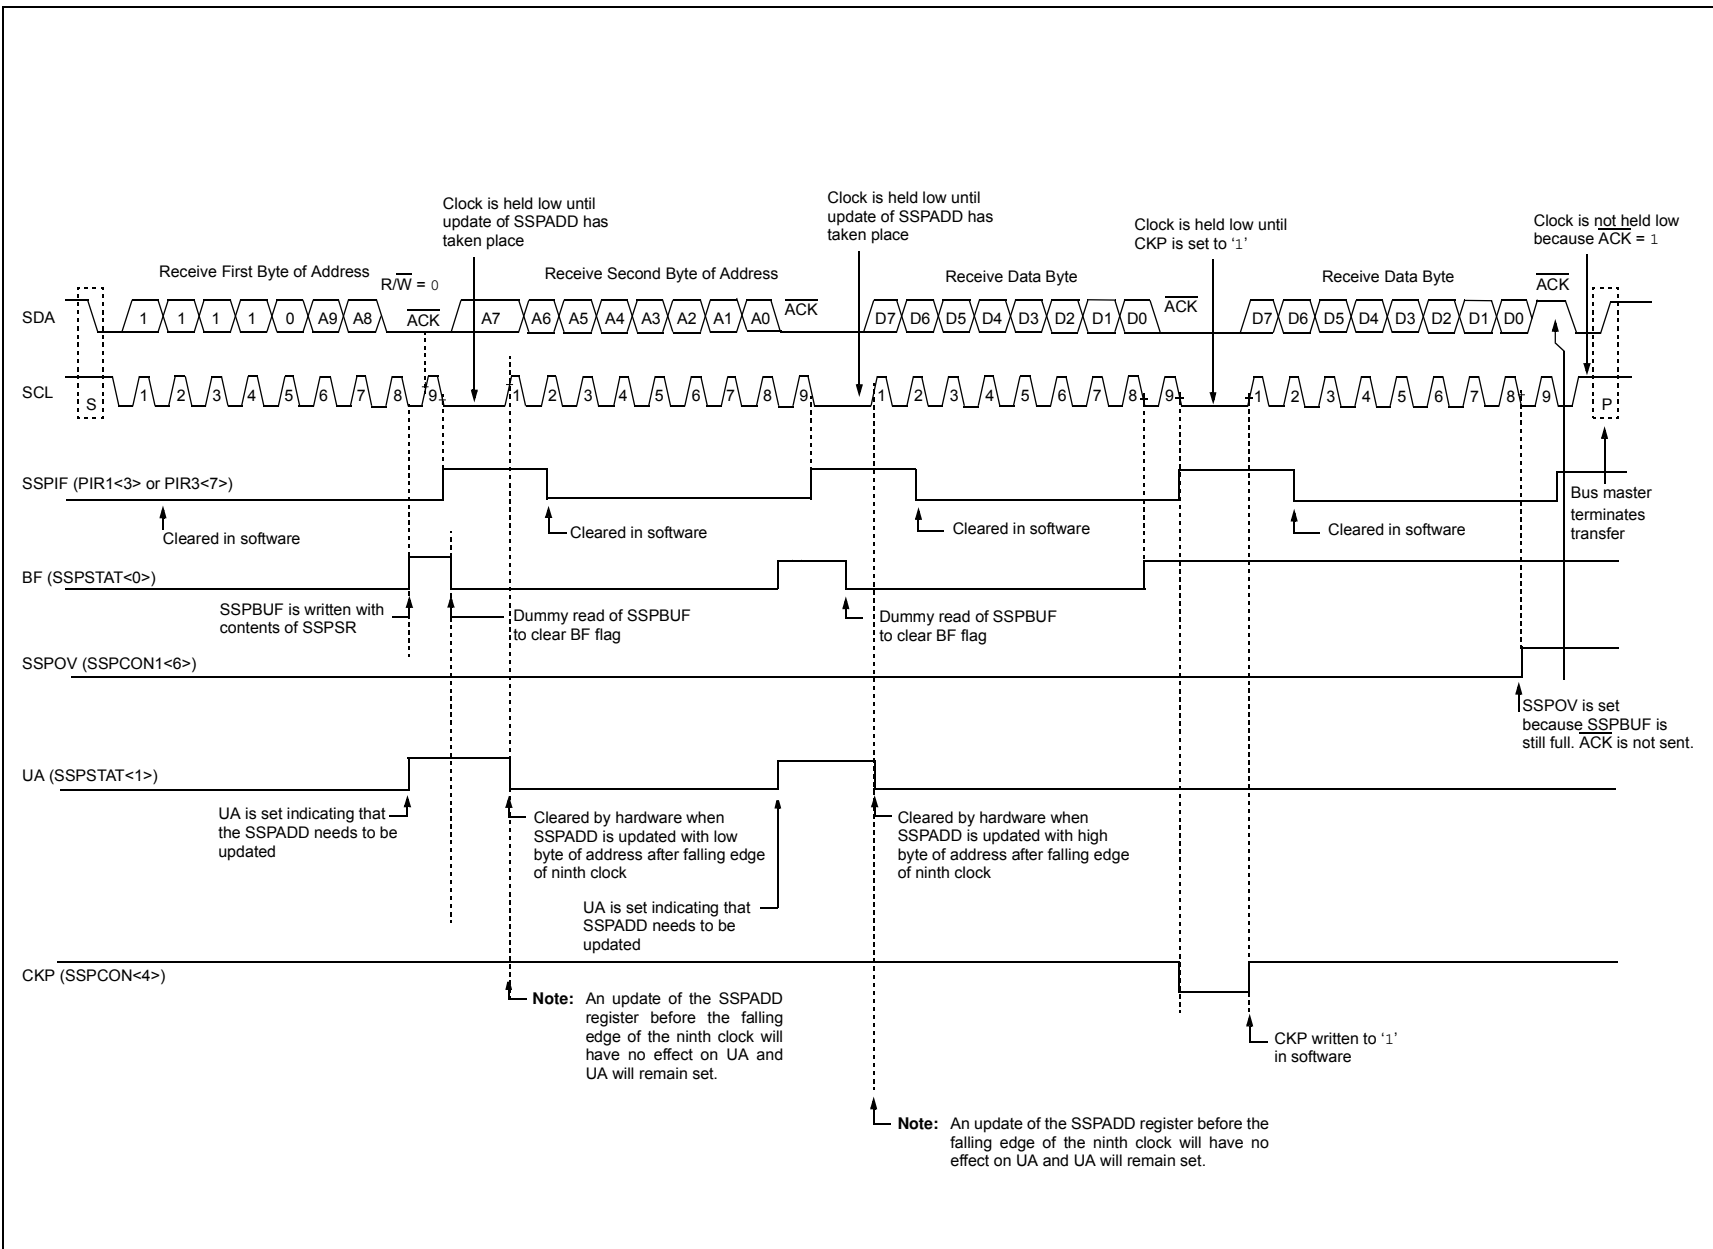 Clock is held low until
update of SSPADD has
taken place
Clock is held low until
update of SSPADD has
taken place
Clock is held low until
CKP is set to ‘1’
Clock is not held low
because ACK = 1
Receive First Byte of Address
R/W = 0
Receive Second Byte of Address
Receive Data Byte
Receive Data Byte
SDA
1 1 1 1 0 A9 A8 ACK A7 A6 A5 A4 A3 A2 A1 A0 ACK D7 D6 D5 D4 D3 D2 D1 D0 ACK D7 D6 D5 D4 D3 D2 D1 D0 ACK
SCL
S 1 2 3 4 5 6 7 8 9 1 2 3 4 5 6 7 8 9 1 2 3 4 5 6 7 8 9 1 2 3 4 5 6 7 8 9 P
SSPIF (PIR1<3> or PIR3<7>)
Cleared in software
Cleared in software
Cleared in software
Cleared in software
Bus master
terminates
transfer
BF (SSPSTAT<0>)
SSPBUF is written with
contents of SSPSR
Dummy read of SSPBUF
to clear BF flag
Dummy read of SSPBUF
to clear BF flag
SSPOV (SSPCON1<6>)
SSPOV is set
because SSPBUF is
still full. ACK is not sent.
UA (SSPSTAT<1>)
UA is set indicating that
the SSPADD needs to be
updated
Cleared by hardware when
SSPADD is updated with low
byte of address after falling edge
of ninth clock
UA is set indicating that
SSPADD needs to be
updated
Cleared by hardware when
SSPADD is updated with high
byte of address after falling edge
of ninth clock
CKP (SSPCON<4>)
Note: An update of the SSPADD
register before the falling
edge of the ninth clock will
have no effect on UA and
UA will remain set.
CKP written to ‘1’
in software
Note: An update of the SSPADD register before the
falling edge of the ninth clock will have no
effect on UA and UA will remain set.